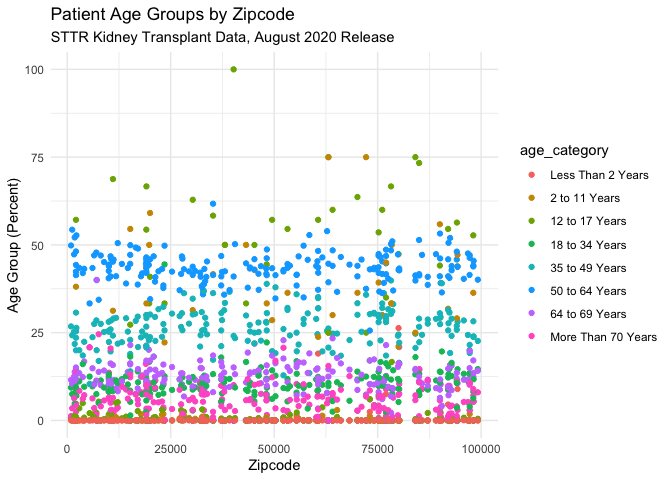 Patient Age Groups by Zipcode
STTR Kidney Transplant Data, August 2020 Release
100
75
50
25
0
Age Group (Percent)
0
25000
50000
75000
100000
Zipcode
age_category
Less Than 2 Years
2 to 11 Years
12 to 17 Years
18 to 34 Years
35 to 49 Years
50 to 64 Years
64 to 69 Years
More Than 70 Years